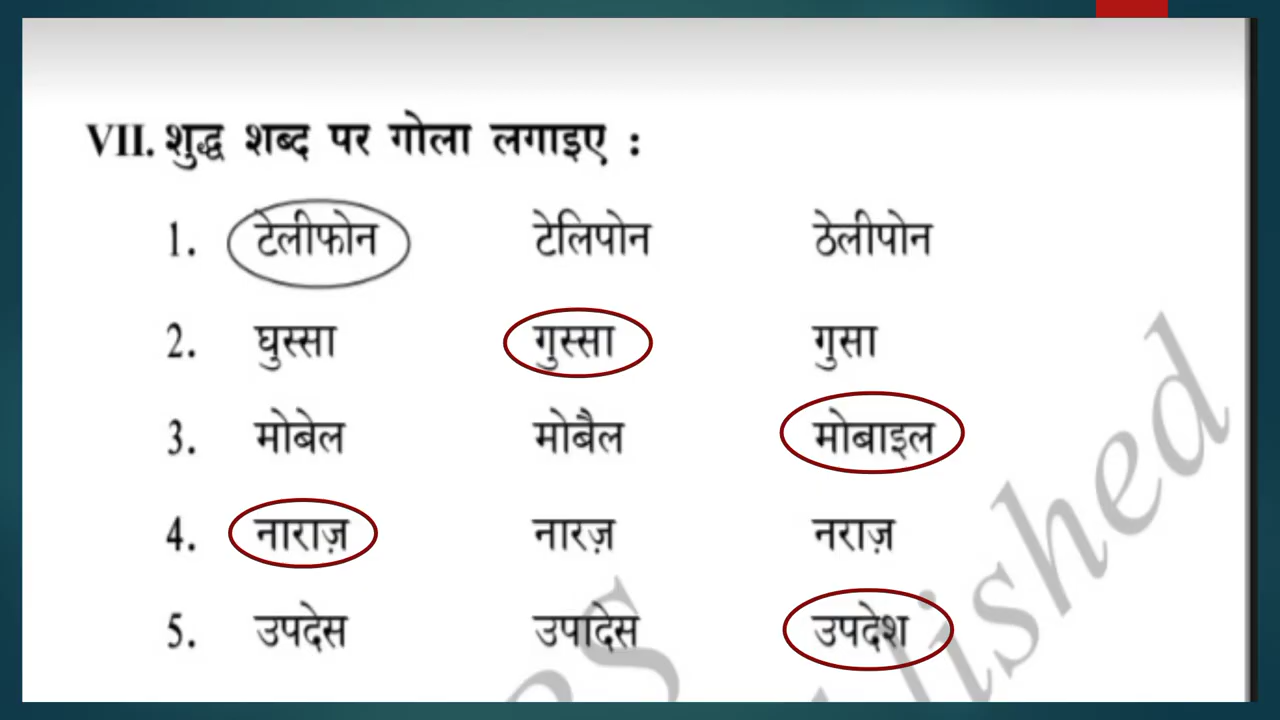 VII. शुद्ध शब्द पर गोला लगाइए :
1. टेलीफोन टेलिपोन ठेलीपोन
2. घुस्सा गुस्सा गुसा
3. मोबेल मोबैल मोबाइल
4. नाराज़ नारज़ नराज़
5. उपदेस उपादेस उपदेश